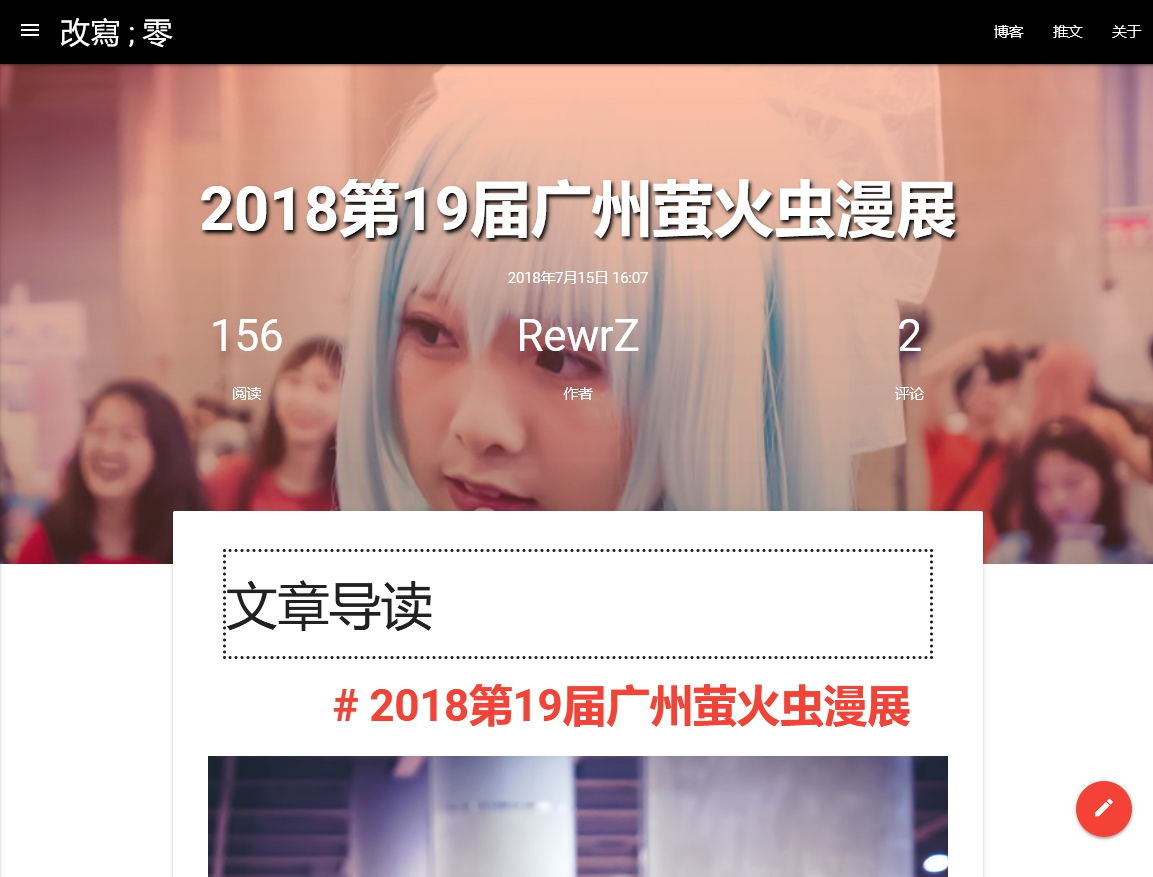 改寫 ; 零
博客 推文 关于
2018第19届广州萤火虫漫展
2018年7月15日 16:07
156 RewrZ 2
阅读 作者 评论
文章导读
# 2018第19届广州萤火虫漫展